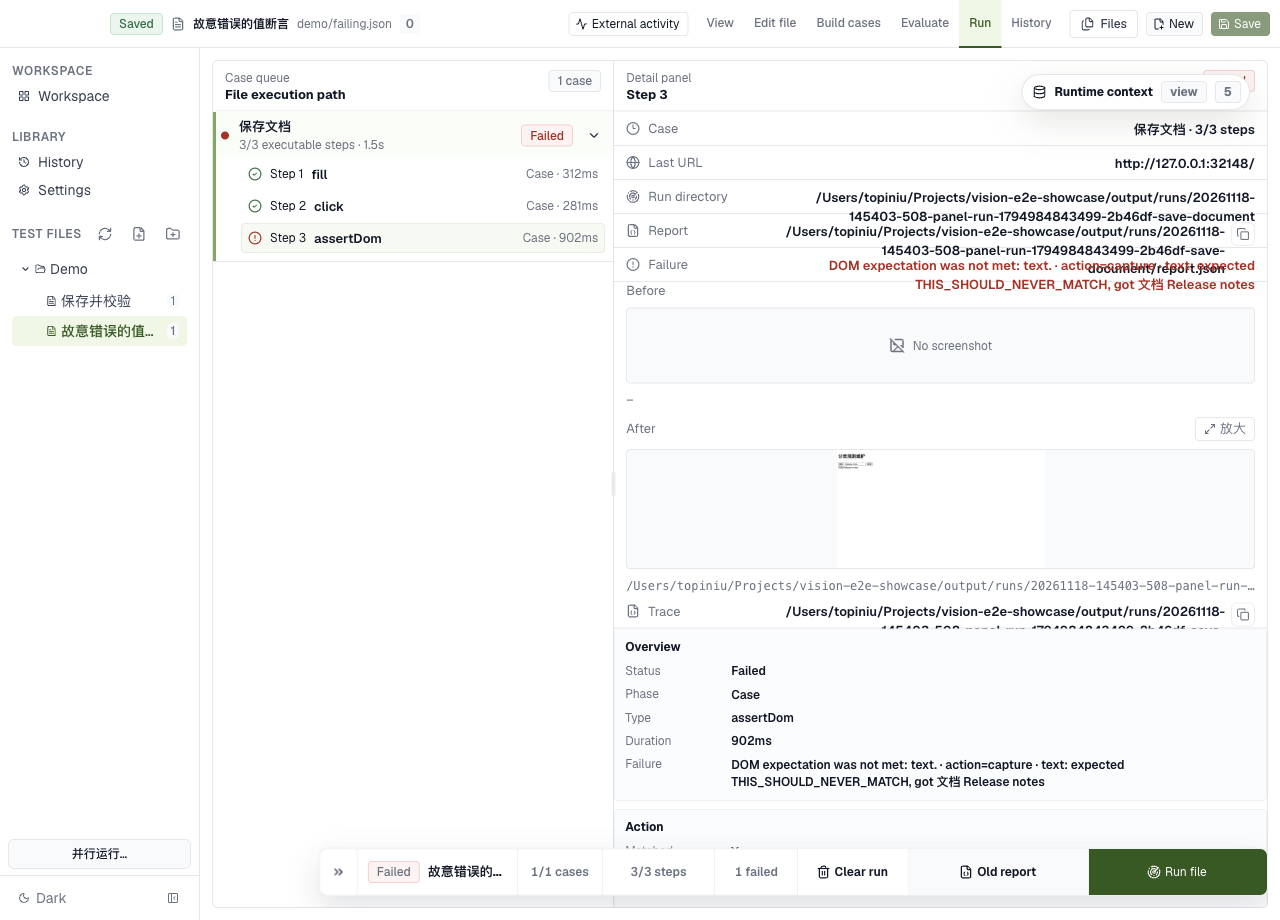 Saved 故意错误的值断言 demo/failing.json 0
External activity View Edit file Build cases Evaluate Run History Files New Save
WORKSPACE
Workspace
LIBRARY
History
Settings
TEST FILES
Demo
保存并校验 1
故意错误的值... 1
并行运行...
Dark
Case queue
File execution path
1 case
保存文档
3/3 executable steps · 1.5s
Failed
Step 1 fill Case · 312ms
Step 2 click Case · 281ms
Step 3 assertDom Case · 902ms
Detail panel
Step 3
Runtime context view 5
Case 保存文档 · 3/3 steps
Last URL http://127.0.0.1:32148/
Run directory /Users/topiniu/Projects/vision-e2e-showcase/output/runs/20261118-
145403-508-panel-run-1794984843499-2b46df-save-document
Report /Users/topiniu/Projects/vision-e2e-showcase/output/runs/20261118-
145403-508-panel-run-1794984843499-2b46df-save-
document/report.json
Failure DOM expectation was not met: text. · action=capture · text: expected
THIS_SHOULD_NEVER_MATCH, got 文档 Release notes
Before
No screenshot
–
After 放大
/Users/topiniu/Projects/vision-e2e-showcase/output/runs/20261118-145403-508-panel-run-…
Trace /Users/topiniu/Projects/vision-e2e-showcase/output/runs/20261118-
145403-508-panel-run-1794984843499-2b46df-save-
Overview
Status Failed
Phase Case
Type assertDom
Duration 902ms
Failure DOM expectation was not met: text. · action=capture · text: expected
THIS_SHOULD_NEVER_MATCH, got 文档 Release notes
Action
Failed 故意错误的... 1/1 cases 3/3 steps 1 failed Clear run Old report Run file